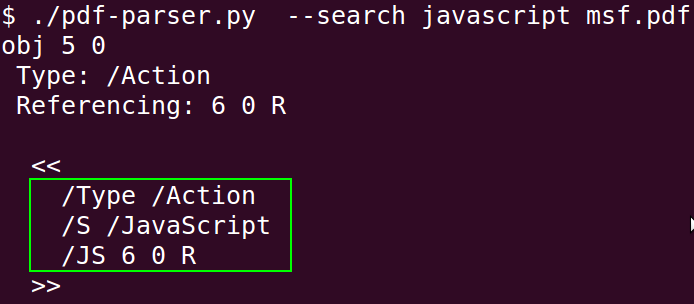 $ ./pdf-parser.py  --search javascript msf.pdf
obj 5 0
 Type: /Action
 Referencing: 6 0 R

  <<
    /Type /Action
    /S /JavaScript
    /JS 6 0 R
  >>